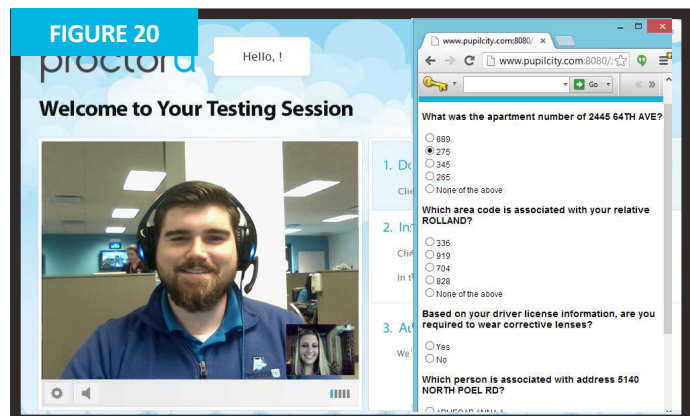 FIGURE 20
proctoru
Hello, !
Welcome to Your Testing Session
1.
2.
In t
3.
We'
www.pupilcity.com:8080/ ×
www.pupilcity.com:8080/:
Go
What was the apartment number of 2445 64TH AVE?
889
275
345
265
None of the above
Which area code is associated with your relative
ROLLAND?
336
919
704
828
None of the above
Based on your driver license information, are you
required to wear corrective lenses?
Yes
No
Which person is associated with address 5140
NORTH POEL RD?